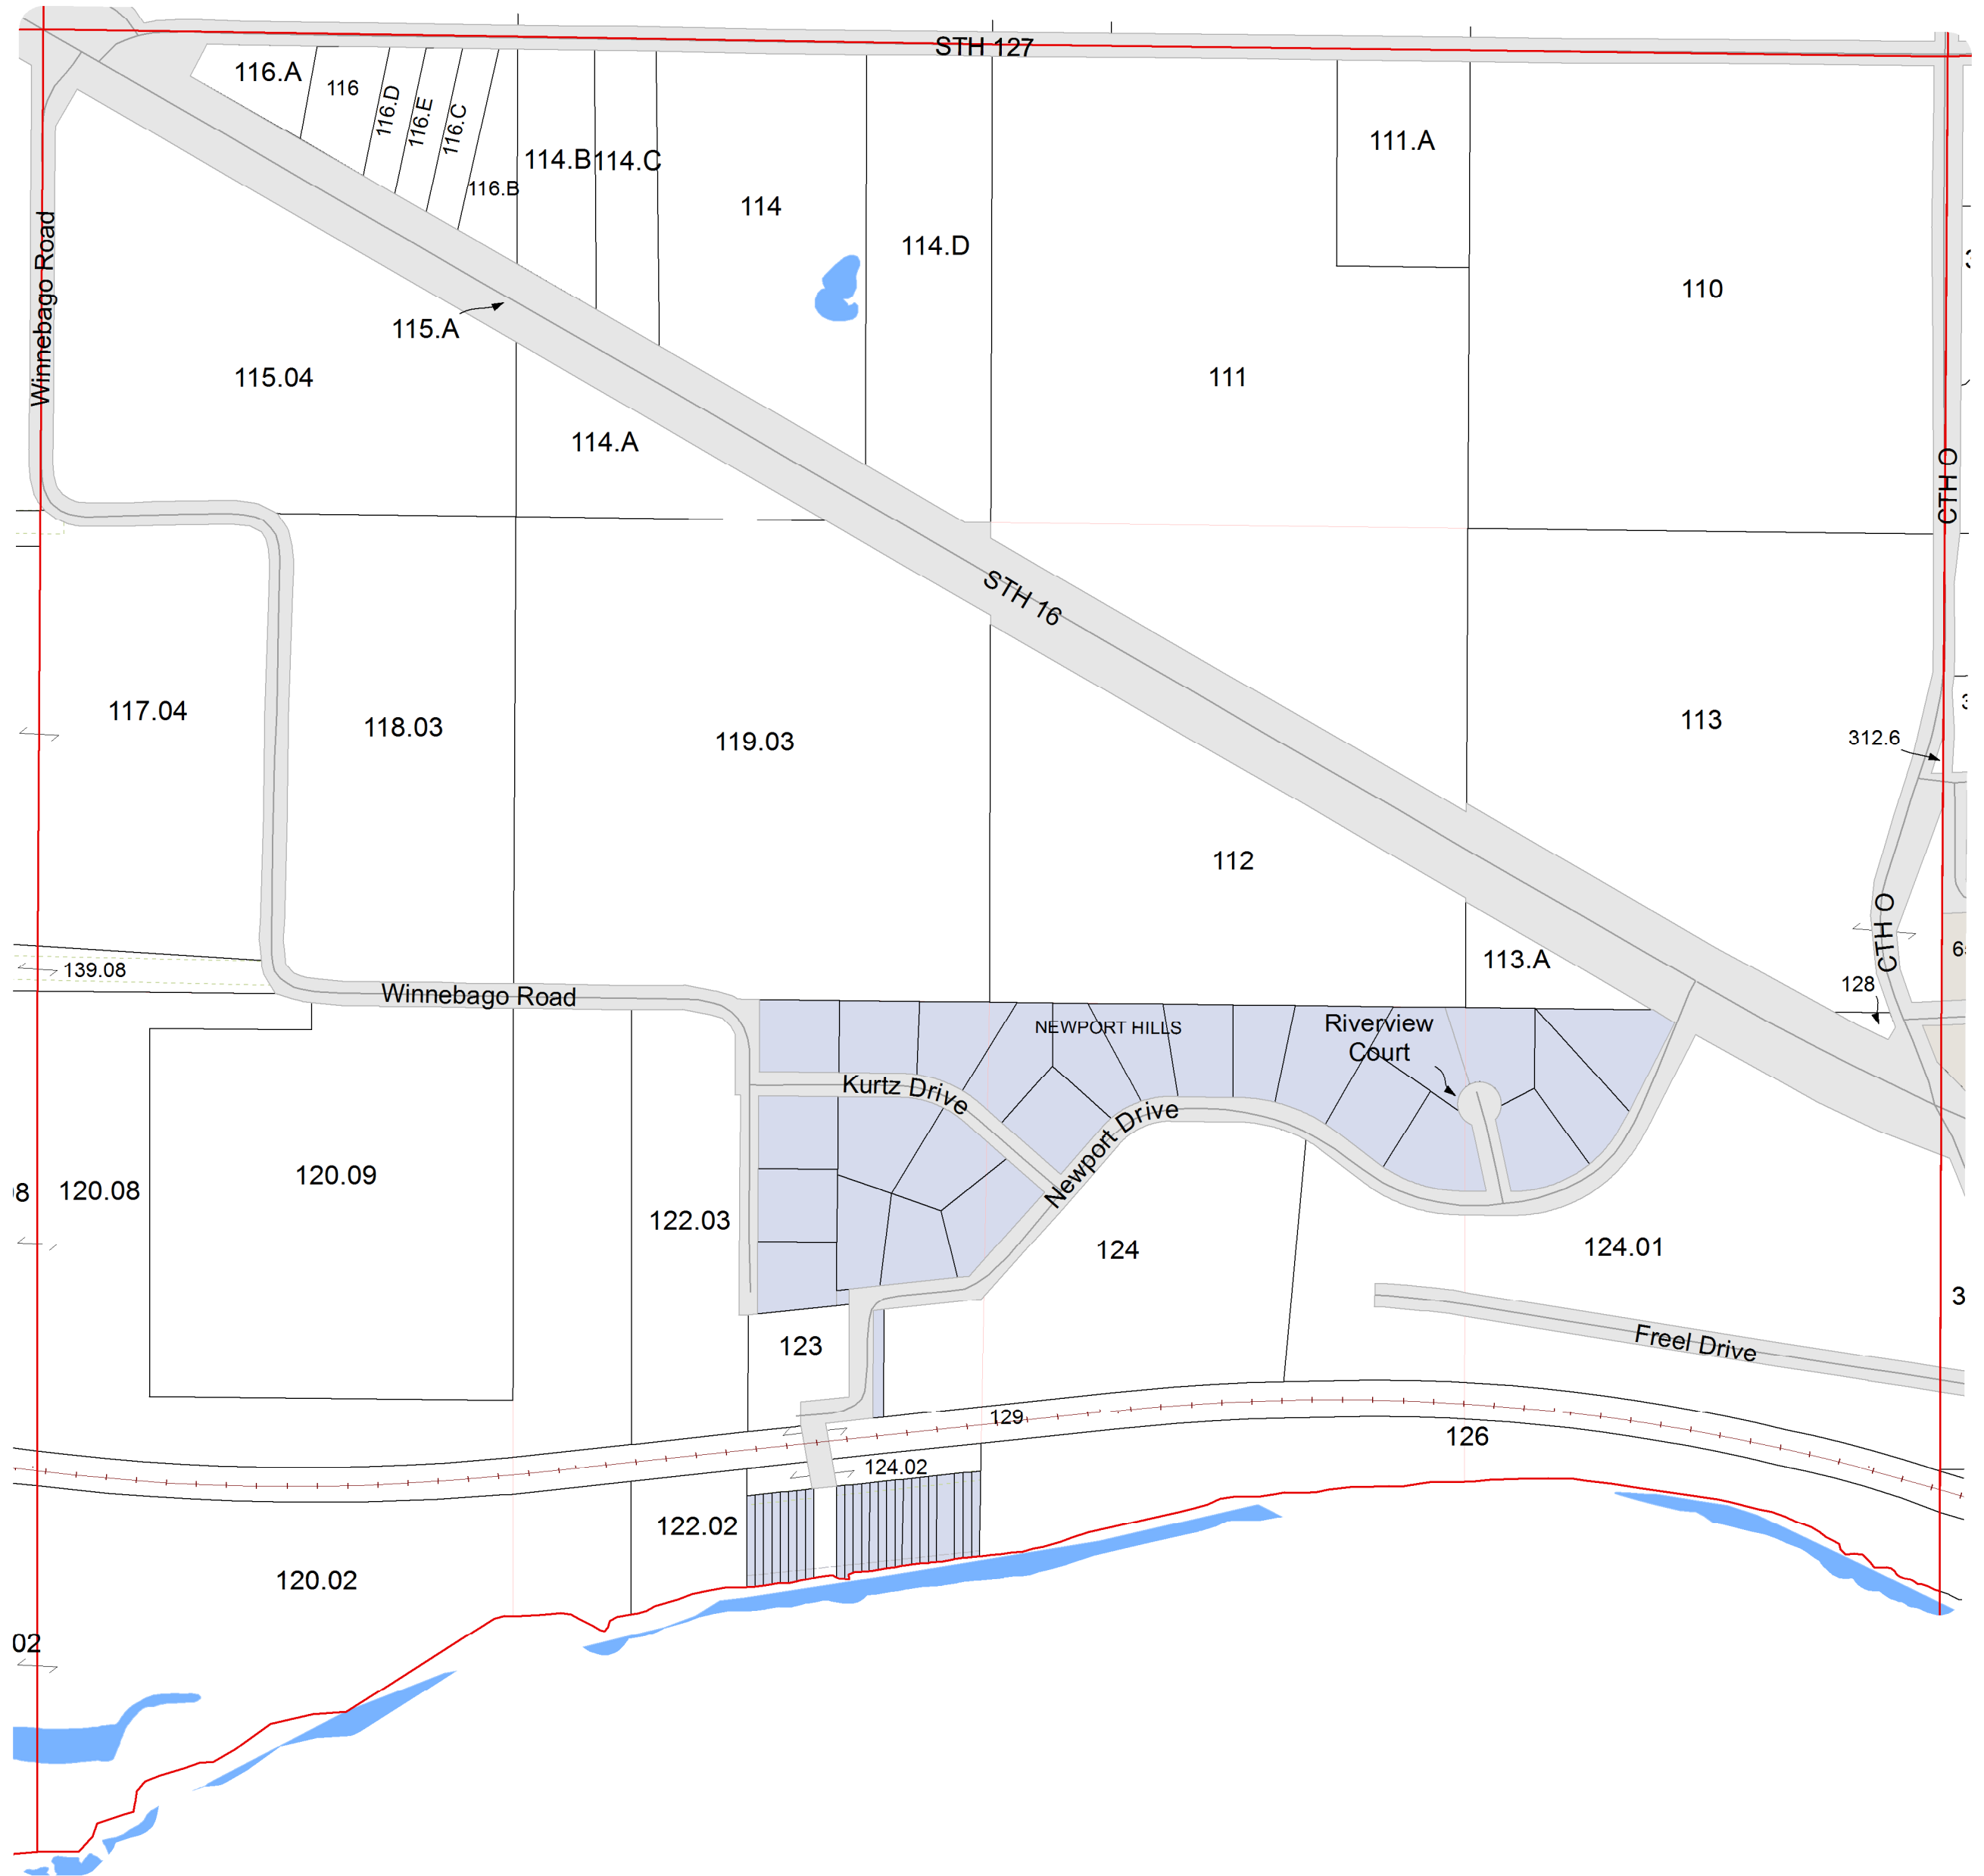 STH 127
116.A
116
116.D
116.E
116.C
116.B
114.B
114.C
114
114.D
111.A
111
110
Winnebago Road
115.A
115.04
114.A
CTH O
STH 16
117.04
118.03
119.03
113
312.6
112
113.A
CTH O
128
139.08
Winnebago Road
NEWPORT HILLS
Riverview
Court
Kurtz Drive
Newport Drive
120.08
120.09
122.03
124
124.01
123
Freel Drive
129
126
124.02
122.02
120.02
02